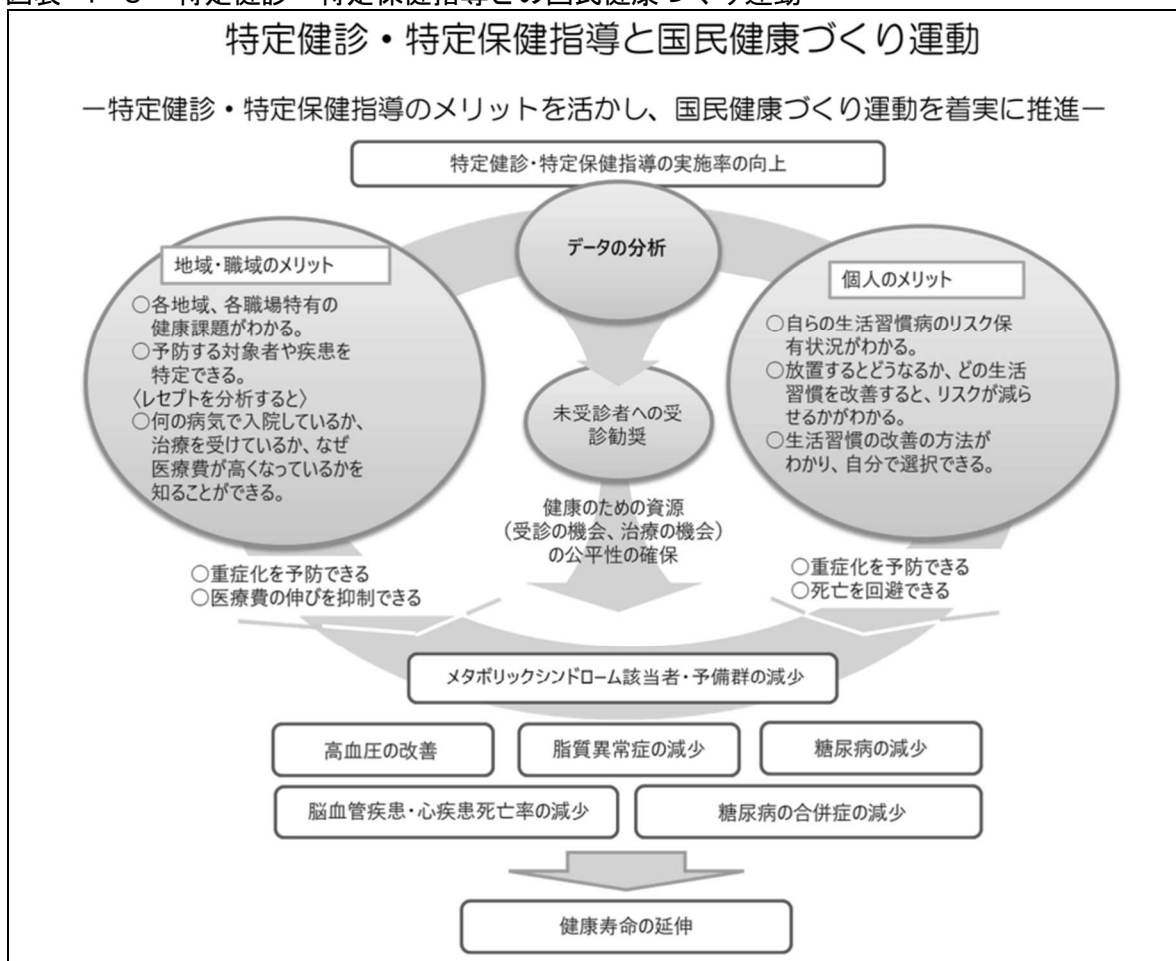 特定健診・特定保健指導と国民健康づくり運動
特定健診・特定保健指導と国民健康づくり運動
－特定健診・特定保健指導のメリットを活かし、国民健康づくり運動を着実に推進－
特定健診・特定保健指導の実施率の向上
データの分析
地域・職域のメリット
○各地域、各職場特有の
健康課題がわかる。
○予防する対象者や疾患を
特定できる。
〈レセプトを分析すると〉
○何の病気で入院しているか、
治療を受けているか、なぜ
医療費が高くなっているかを
知ることができる。
個人のメリット
○自らの生活習慣病のリスク保
有状況がわかる。
○放置するとどうなるか、どの生活
習慣を改善すると、リスクが減ら
せるかがわかる。
○生活習慣の改善の方法が
わかり、自分で選択できる。
未受診者への受
診勧奨
健康のための資源
（受診の機会、治療の機会）
の公平性の確保
○重症化を予防できる
○医療費の伸びを抑制できる
○重症化を予防できる
○死亡を回避できる
メタボリックシンドローム該当者・予備群の減少
高血圧の改善
脂質異常症の減少
糖尿病の減少
脳血管疾患・心疾患死亡率の減少
糖尿病の合併症の減少
健康寿命の延伸